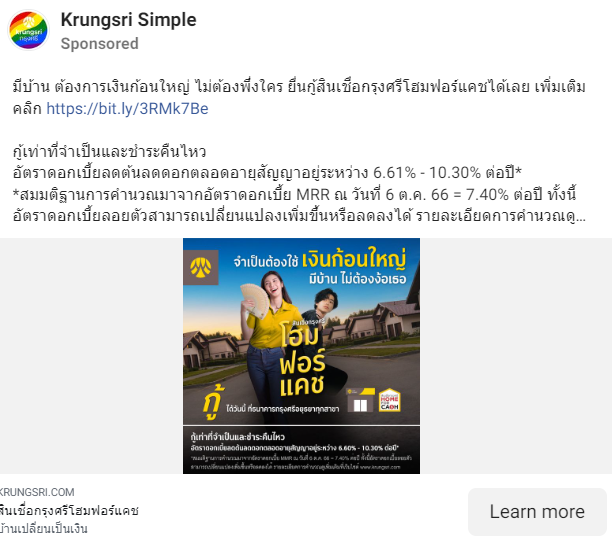 Krungsri Simple
Sponsored
krungsri
กรุงศรี
มีบ้าน ต้องการเงินก้อนใหญ่ ไม่ต้องพึ่งใคร ยื่นกู้สินเชื่อกรุงศรีโฮมฟอร์แคชได้เลย เพิ่มเติม
คลิก https://bit.ly/3RMk7Be
กู้เท่าที่จำเป็นและชำระคืนไหว
อัตราดอกเบี้ยลดต้นลดดอกตลอดอายุสัญญาอยู่ระหว่าง 6.61% - 10.30% ต่อปี*
*สมมติฐานการคำนวณมาจากอัตราดอกเบี้ย MRR ณ วันที่ 6 ต.ค. 66 = 7.40% ต่อปี ทั้งนี้
อัตราดอกเบี้ยลอยตัวสามารถเปลี่ยนแปลงเพิ่มขึ้นหรือลดลงได้ รายละเอียดการคำนวณดู...
จำเป็นต้องใช้ เงินก้อนใหญ่
มีบ้าน ไม่ต้องง้อเธอ
สินเชื่อกรุงศรี
โฮม
ฟอร์
แคช
กู้ ได้วันนี้ ที่ธนาคารกรุงศรีอยุธยาทุกสาขา
HOME
FOR
CASH
กู้เท่าที่จำเป็นและชำระคืนไหว
อัตราดอกเบี้ยลดต้นลดดอกตลอดอายุสัญญาอยู่ระหว่าง 6.60% - 10.30% ต่อปี*
KRUNGSRI.COM
สินเชื่อกรุงศรีโฮมฟอร์แคช
บ้านเปลี่ยนเป็นเงิน
Learn more